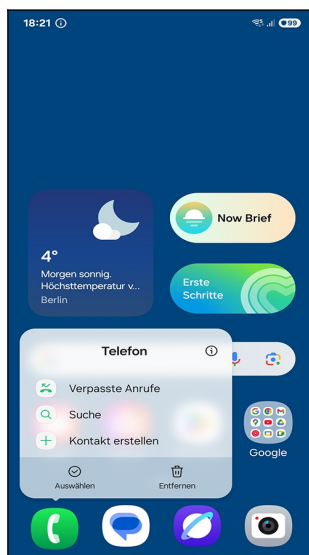 18:21
99
Now Brief
4°
Morgen sonnig.
Höchsttemperatur v...
Berlin
Erste
Schritte
Telefon
Verpasste Anrufe
Suche
Kontakt erstellen
Auswählen
Entfernen
Google